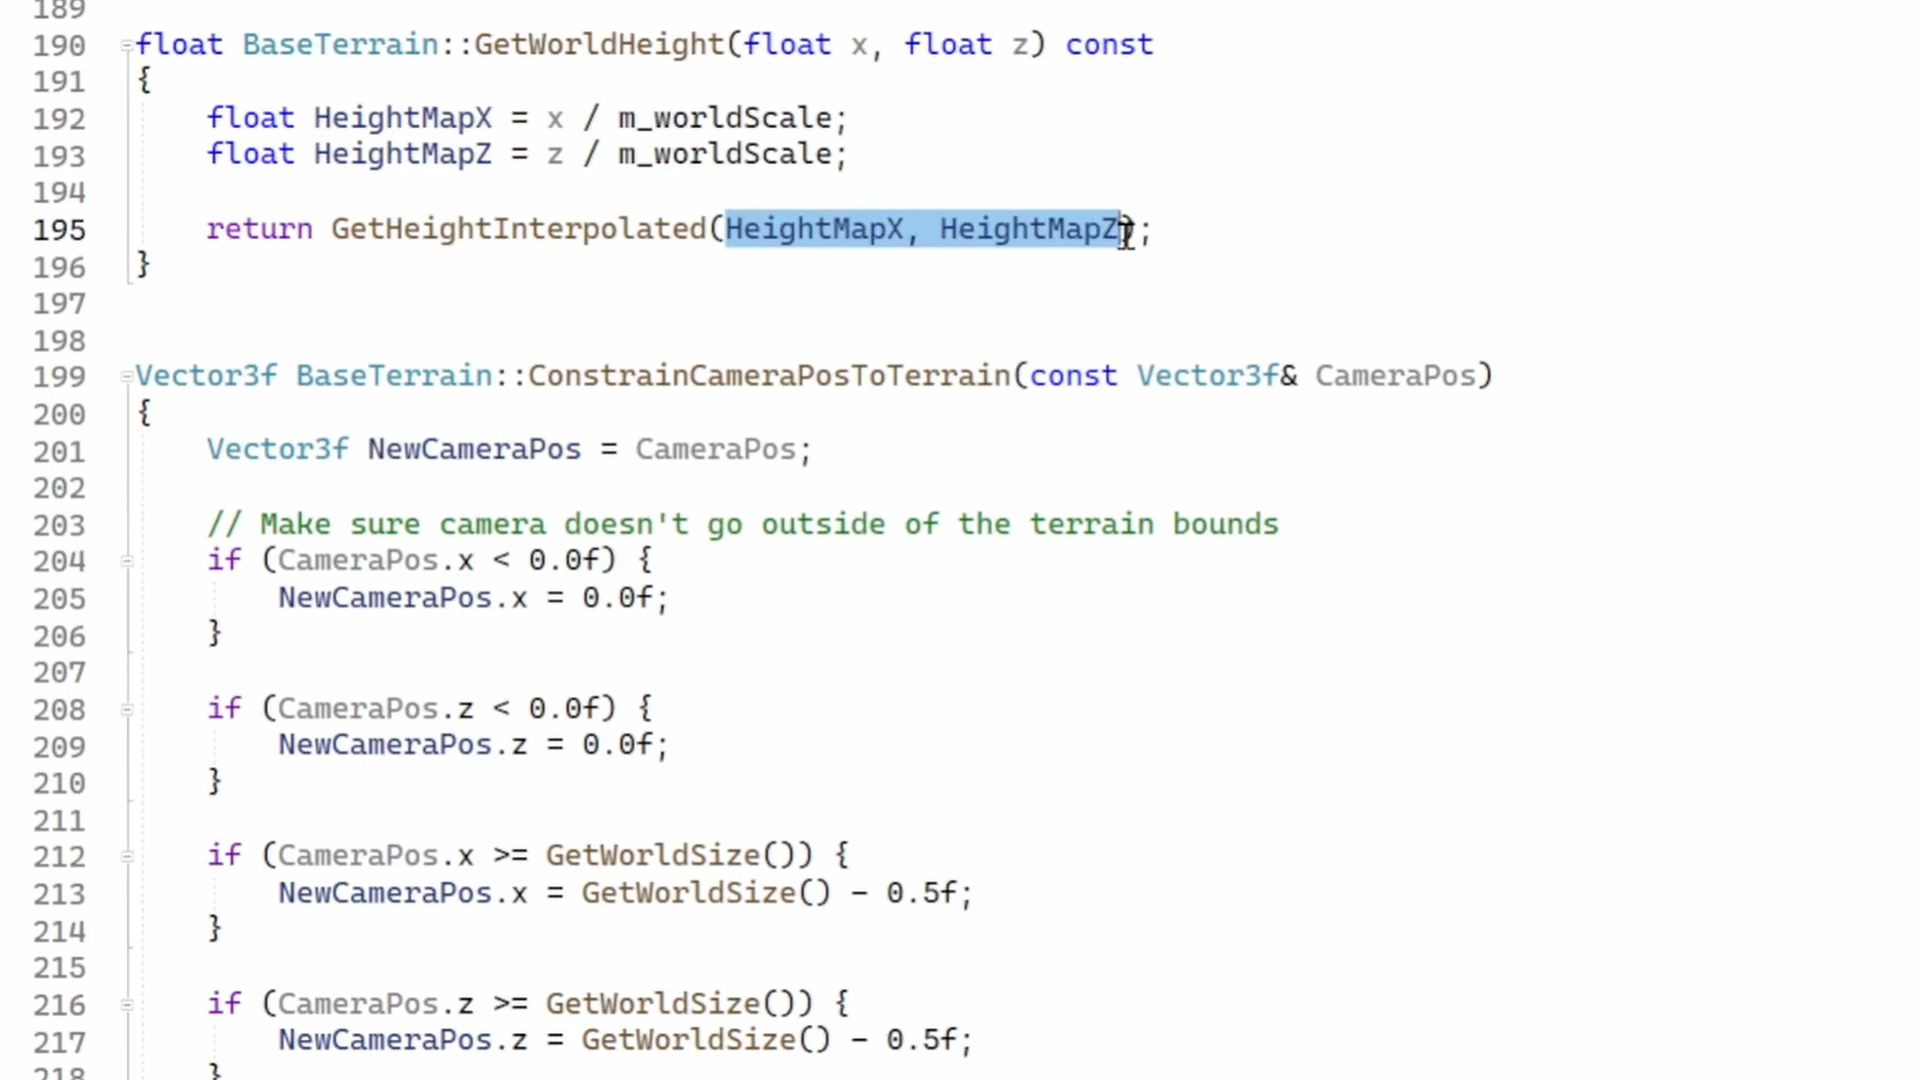 189
190 float BaseTerrain::GetWorldHeight(float x, float z) const
191 {
192     float HeightMapX = x / m_worldScale;
193     float HeightMapZ = z / m_worldScale;
194
195     return GetHeightInterpolated(HeightMapX, HeightMapZ);
196 }
197
198
199 Vector3f BaseTerrain::ConstrainCameraPosToTerrain(const Vector3f& CameraPos)
200 {
201     Vector3f NewCameraPos = CameraPos;
202
203     // Make sure camera doesn't go outside of the terrain bounds
204     if (CameraPos.x < 0.0f) {
205         NewCameraPos.x = 0.0f;
206     }
207
208     if (CameraPos.z < 0.0f) {
209         NewCameraPos.z = 0.0f;
210     }
211
212     if (CameraPos.x >= GetWorldSize()) {
213         NewCameraPos.x = GetWorldSize() - 0.5f;
214     }
215
216     if (CameraPos.z >= GetWorldSize()) {
217         NewCameraPos.z = GetWorldSize() - 0.5f;
218     }